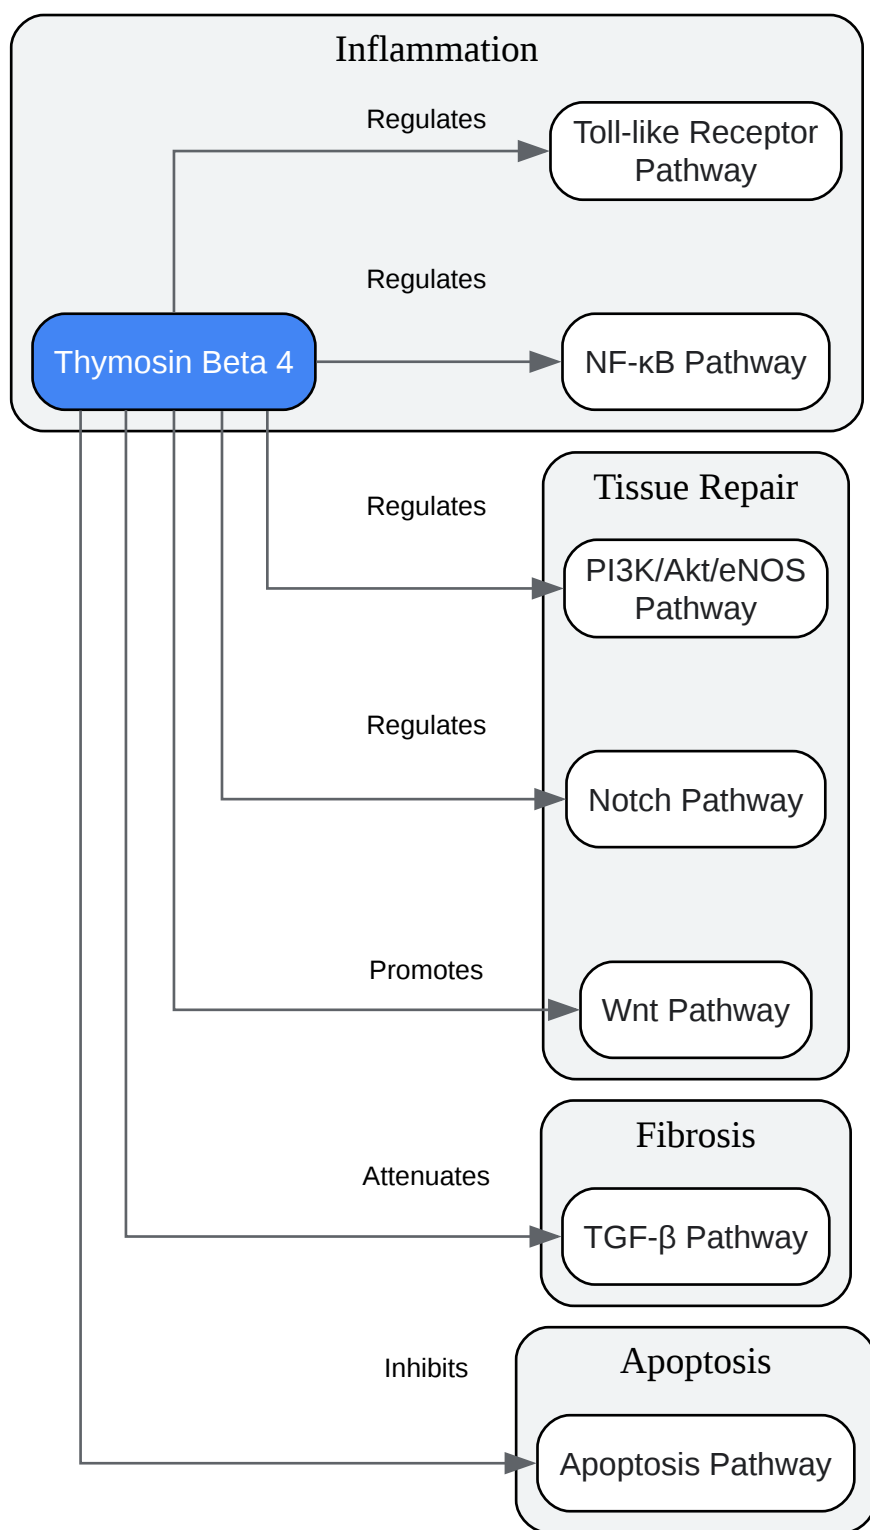 Inflammation
Regulates
Toll-like Receptor
Pathway
Regulates
Thymosin Beta 4
NF-κB Pathway
Tissue Repair
Regulates
PI3K/Akt/eNOS
Pathway
Regulates
Notch Pathway
Promotes
Wnt Pathway
Fibrosis
Attenuates
TGF-β Pathway
Apoptosis
Inhibits
Apoptosis Pathway